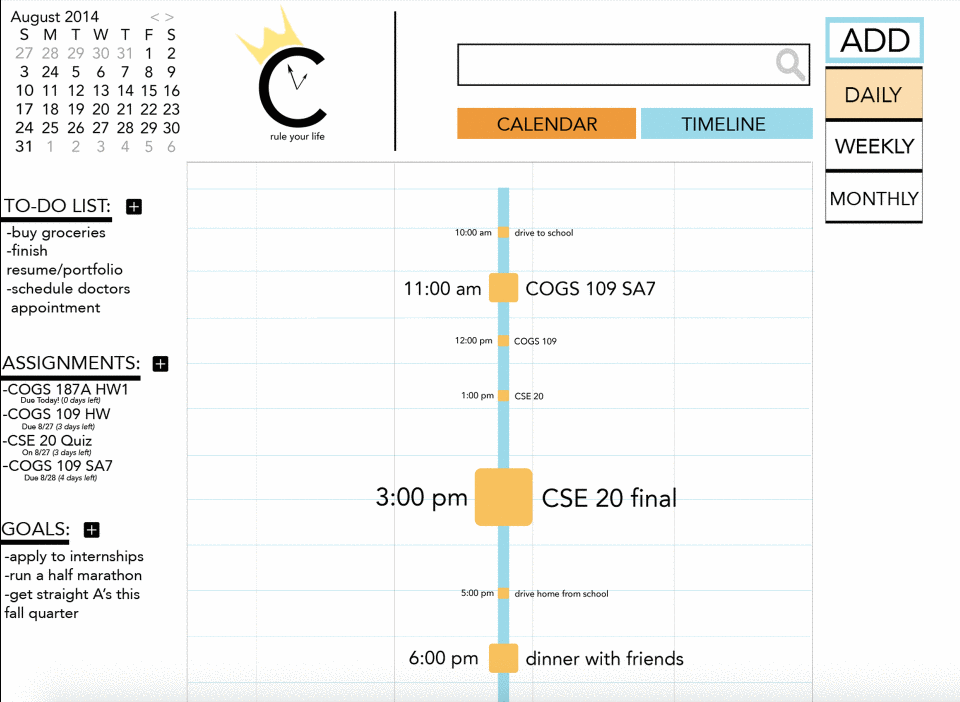 August 2014 < >
S M T W T F S
27 28 29 30 31 1 2
3 24 5 6 7 8 9
10 11 12 13 14 15 16
17 18 19 20 21 22 23
24 25 26 27 28 29 30
31 1 2 3 4 5 6
C
rule your life
CALENDAR
TIMELINE
ADD
DAILY
WEEKLY
MONTHLY
TO-DO LIST:
-buy groceries
-finish
resume/portfolio
-schedule doctors
appointment
ASSIGNMENTS:
-COGS 187A HW1
Due Today! (0 days left)
-COGS 109 HW
Due 8/27 (3 days left)
-CSE 20 Quiz
On 8/27 (3 days left)
-COGS 109 SA7
Due 8/28 (4 days left)
GOALS:
-apply to internships
-run a half marathon
-get straight A's this
fall quarter
10:00 am drive to school
11:00 am COGS 109 SA7
12:00 pm COGS 109
1:00 pm CSE 20
3:00 pm CSE 20 final
5:00 pm drive home from school
6:00 pm dinner with friends